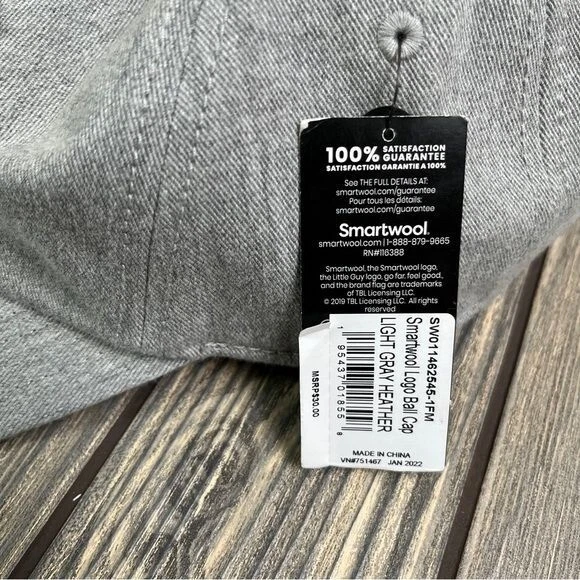 100% SATISFACTION GUARANTEE
SATISFACTION GARANTIE A 100%
See THE FULL DETAILS AT:
smartwool.com/guarantee
Pour tous les détails:
smartwool.com/guarantee
Smartwool
smartwool.com | 1-888-879-9665
RN#116388
Smartwool, the Smartwool logo,
the Little Guy logo, go far. feel good.,
and the brand flag are trademarks
of TBL Licensing LLC.
© 2019 TBL Licensing LLC. All rights
reserved
SW011462545-1FM
Smartwool Logo Ball Cap
LIGHT GRAY HEATHER
1 95437 01855 8
MSRP$30.00
MADE IN CHINA
VN#751467 JAN 2022